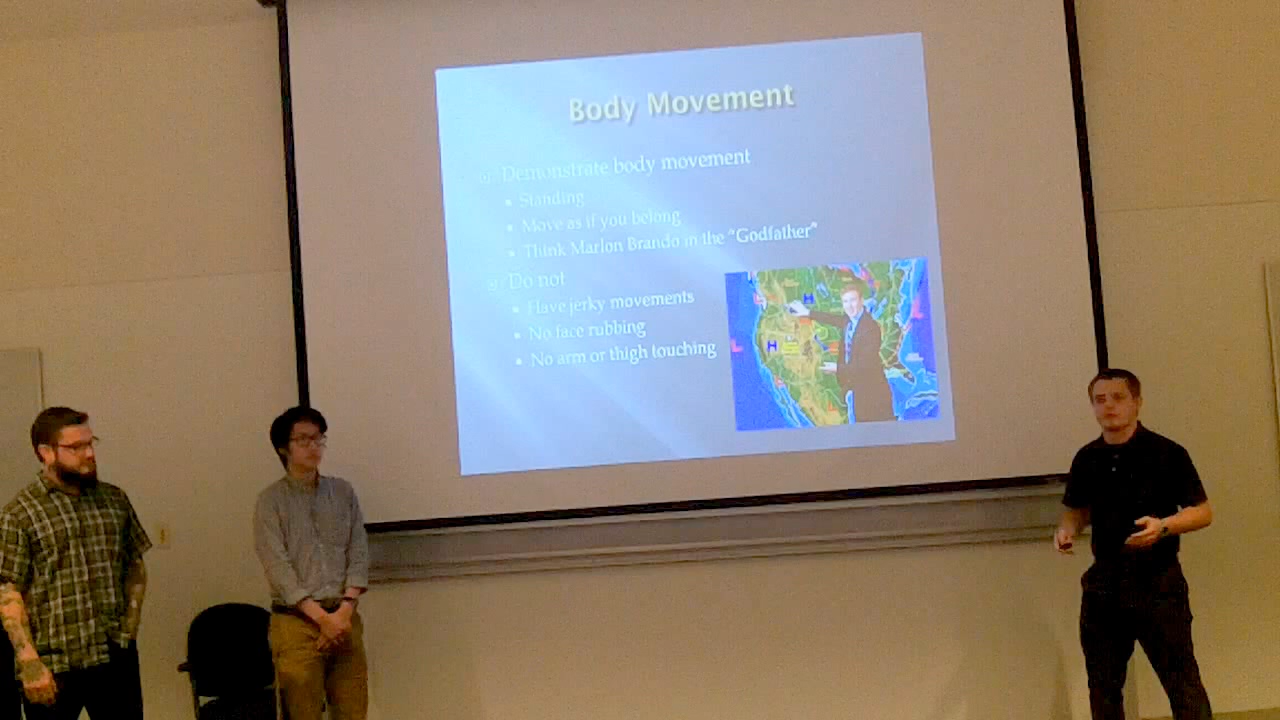 Body Movement
Demonstrate body movement
Standing
Move as if you belong
Think Marlon Brando in the "Godfather"
Do not
Have jerky movements
No face rubbing
No arm or thigh touching
H
H
L